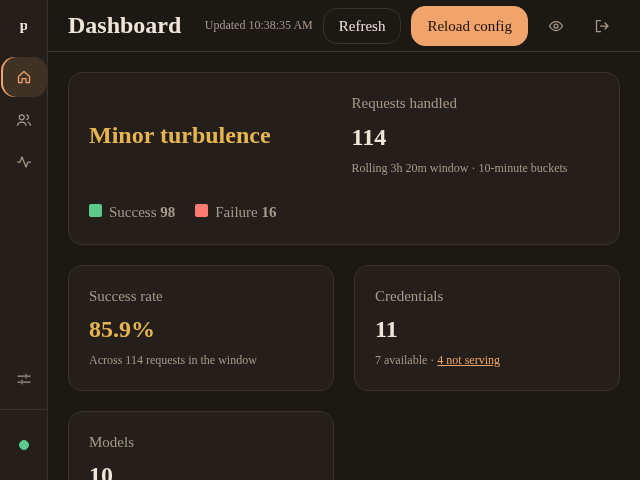 p
Dashboard
Updated 10:38:35 AM
Refresh
Reload config
Minor turbulence
Success 98
Failure 16
Requests handled
114
Rolling 3h 20m window · 10-minute buckets
Success rate
85.9%
Across 114 requests in the window
Credentials
11
7 available · 4 not serving
Models
10